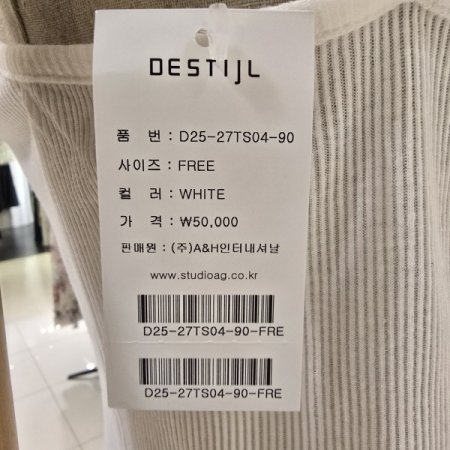 DESTIJL
품 번 : D25-27TS04-90
사이즈 : FREE
컬 러 : WHITE
가 격 : ₩50,000
판매원 : (주)A&H인터내셔날
www.studioag.co.kr
D25-27TS04-90-FRE
D25-27TS04-90-FRE